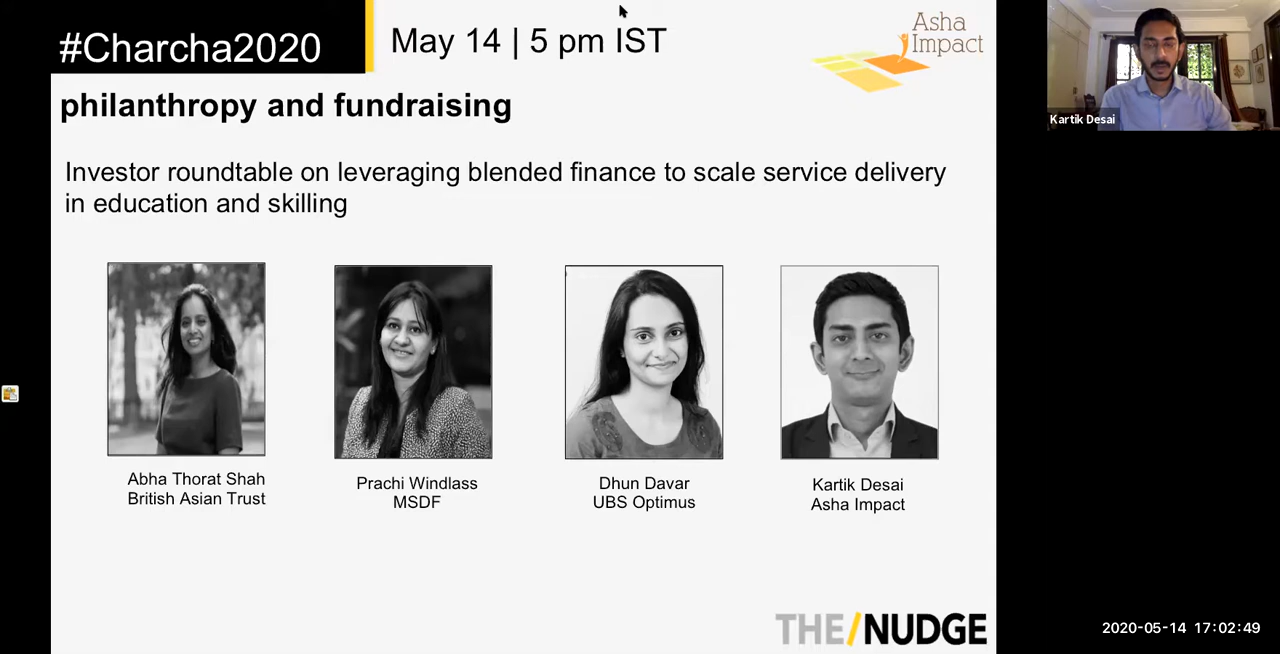 #Charcha2020
May 14 | 5 pm IST
Asha
Impact
philanthropy and fundraising
Investor roundtable on leveraging blended finance to scale service delivery
in education and skilling
Abha Thorat Shah
British Asian Trust
Prachi Windlass
MSDF
Dhun Davar
UBS Optimus
Kartik Desai
Asha Impact
THE/NUDGE
Kartik Desai
2020-05-14 17:02:49